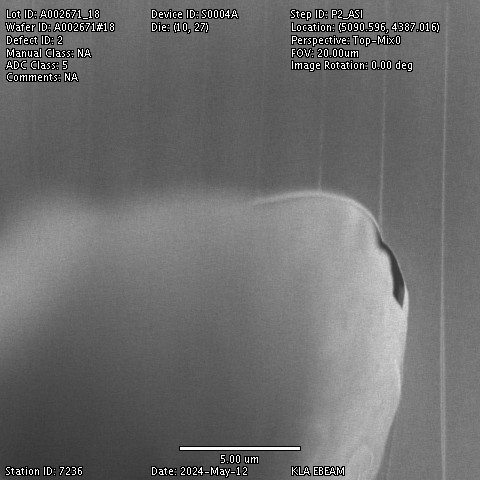 Lot ID: A002671_18
Wafer ID: A002671#18
Defect ID: 2
Manual Class: NA
ADC Class: 5
Comments: NA
Device ID: S0004A
Die: (10, 27)
Step ID: P2_ASI
Location: (5090.596, 4387.016)
Perspective: Top-Mix0
FOV: 20.00um
Image Rotation: 0.00 deg
5.00 um
Station ID: 7236
Date: 2024-May-12
KLA EBEAM